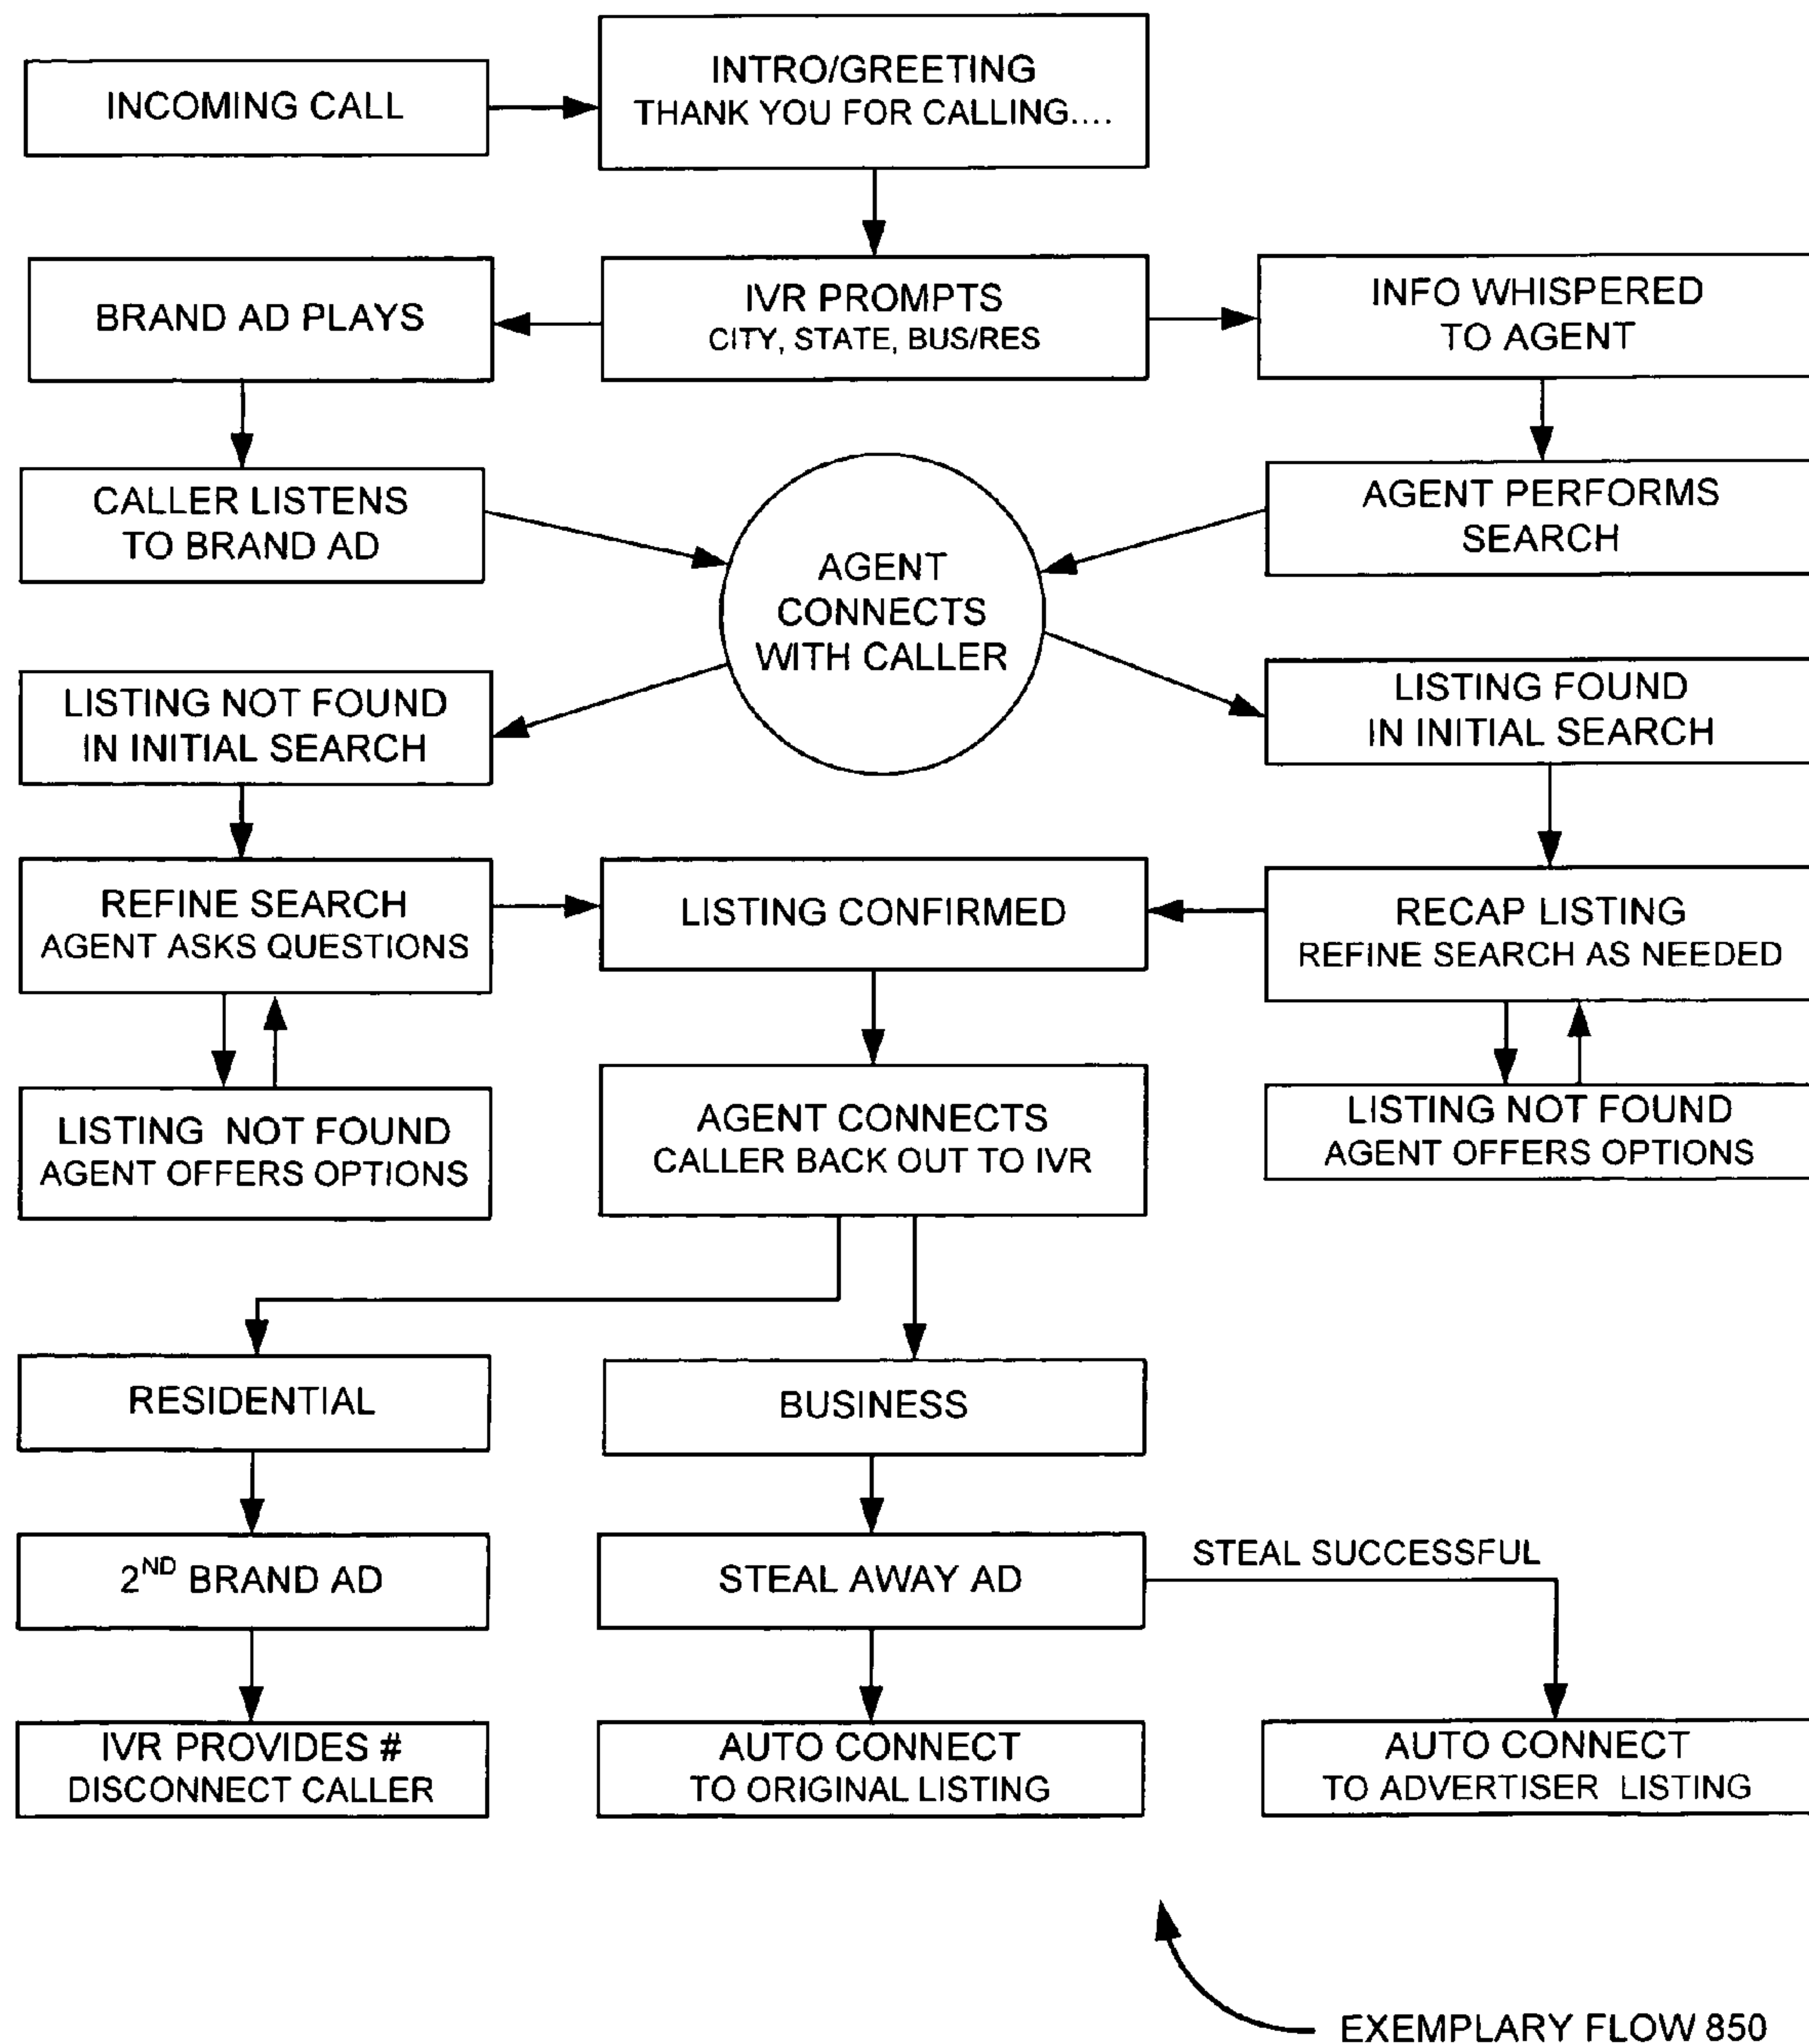 INCOMING CALL
INTRO/GREETING
THANK YOU FOR CALLING....
BRAND AD PLAYS
IVR PROMPTS
CITY, STATE, BUS/RES
INFO WHISPERED
TO AGENT
CALLER LISTENS
TO BRAND AD
AGENT
CONNECTS
WITH CALLER
AGENT PERFORMS
SEARCH
LISTING NOT FOUND
IN INITIAL SEARCH
LISTING FOUND
IN INITIAL SEARCH
REFINE SEARCH
AGENT ASKS QUESTIONS
LISTING CONFIRMED
RECAP LISTING
REFINE SEARCH AS NEEDED
LISTING NOT FOUND
AGENT OFFERS OPTIONS
AGENT CONNECTS
CALLER BACK OUT TO IVR
LISTING NOT FOUND
AGENT OFFERS OPTIONS
RESIDENTIAL
BUSINESS
2ND BRAND AD
STEAL AWAY AD
STEAL SUCCESSFUL
IVR PROVIDES #
DISCONNECT CALLER
AUTO CONNECT
TO ORIGINAL LISTING
AUTO CONNECT
TO ADVERTISER LISTING
EXEMPLARY FLOW 850